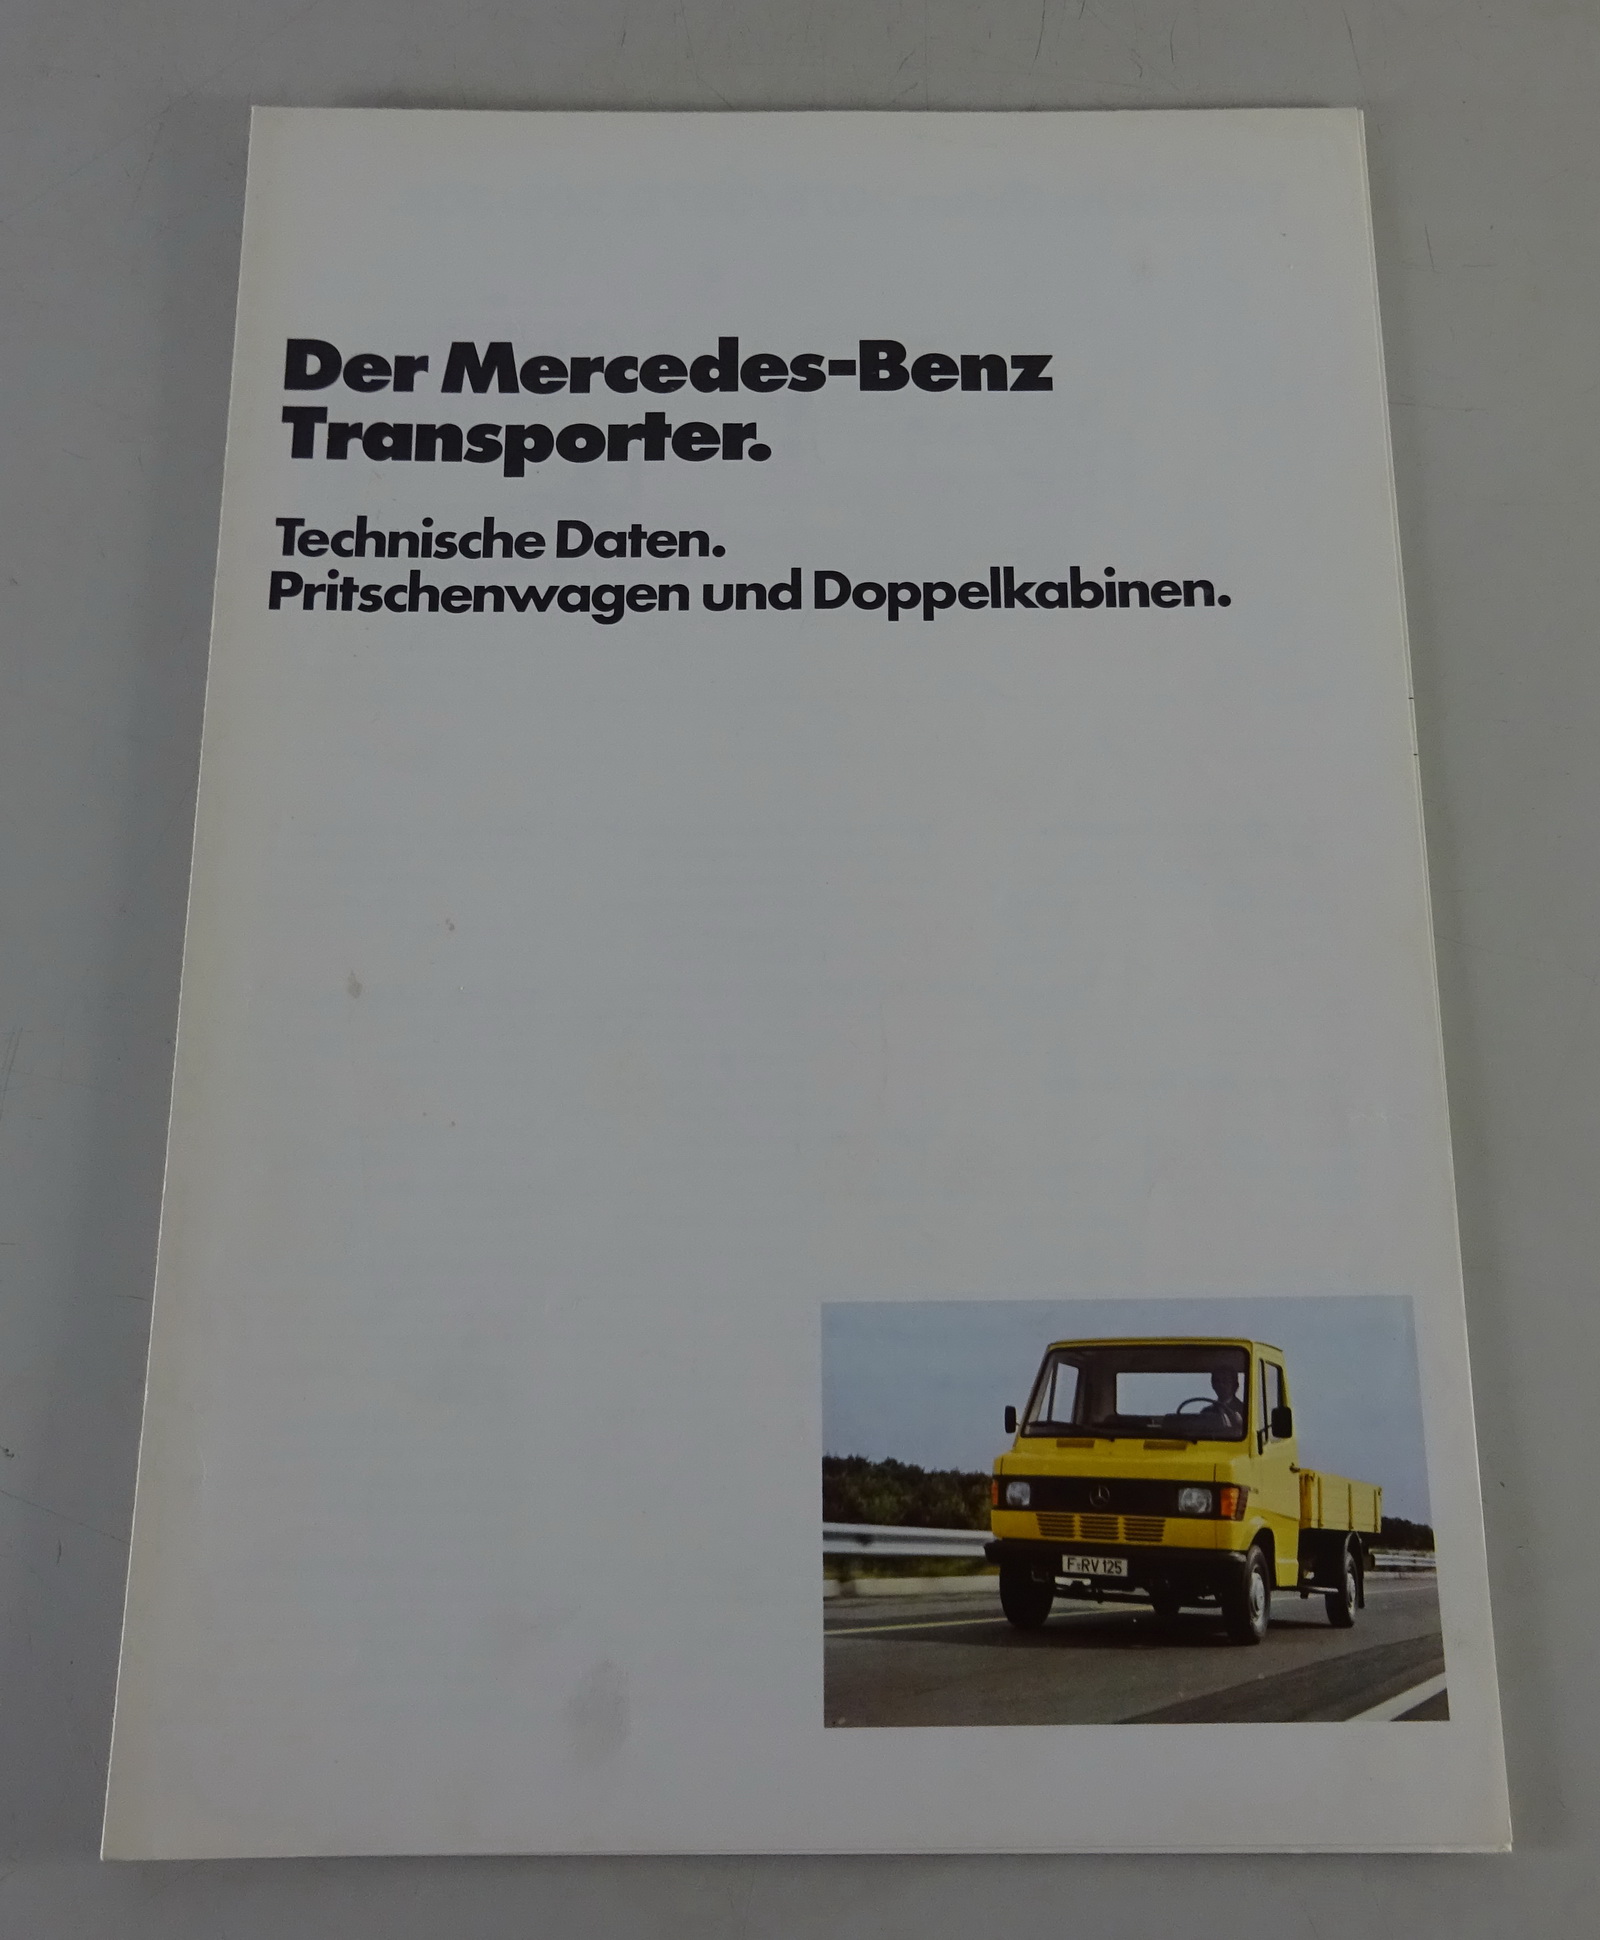 Der Mercedes-Benz
Transporter.
Technische Daten.
Pritschenwagen und Doppelkabinen.
F-RV 125